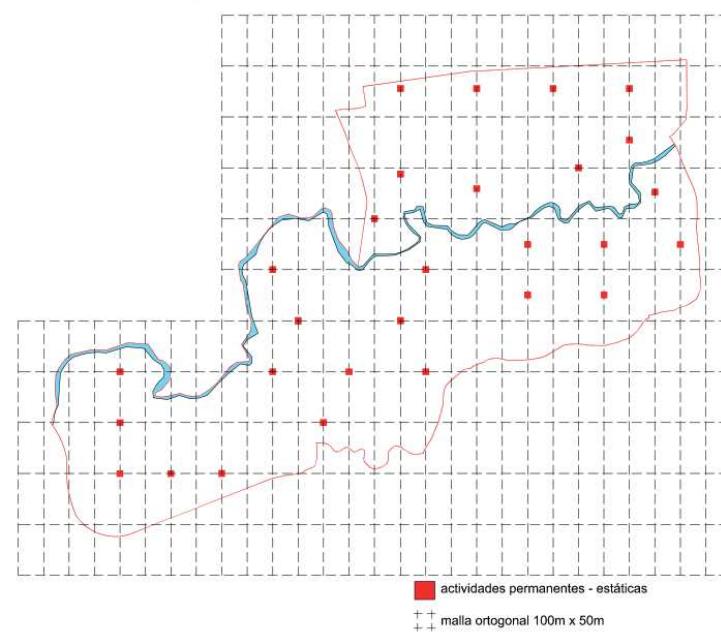 actividades permanentes - estáticas
malla ortogonal 100m x 50m